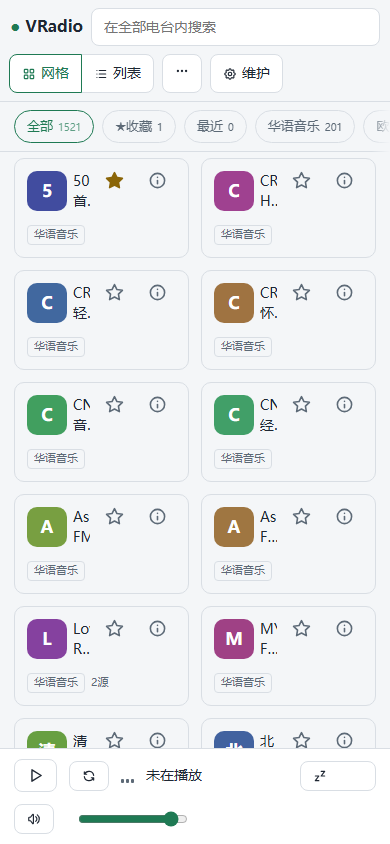 VRadio
在全部电台内搜索
网格
列表
...
维护
全部 1521
★收藏 1
最近 0
华语音乐 201
欧
5
50
首.
华语音乐
C
CR
H..
华语音乐
C
CR
轻.
华语音乐
C
CR
怀.
华语音乐
C
CN
音.
华语音乐
C
CN
经.
华语音乐
A
As
FM
华语音乐
A
As
F...
华语音乐
L
Lo
R..
华语音乐 2源
M
MY
F...
华语音乐
清
清
北
北
...
未在播放
zz